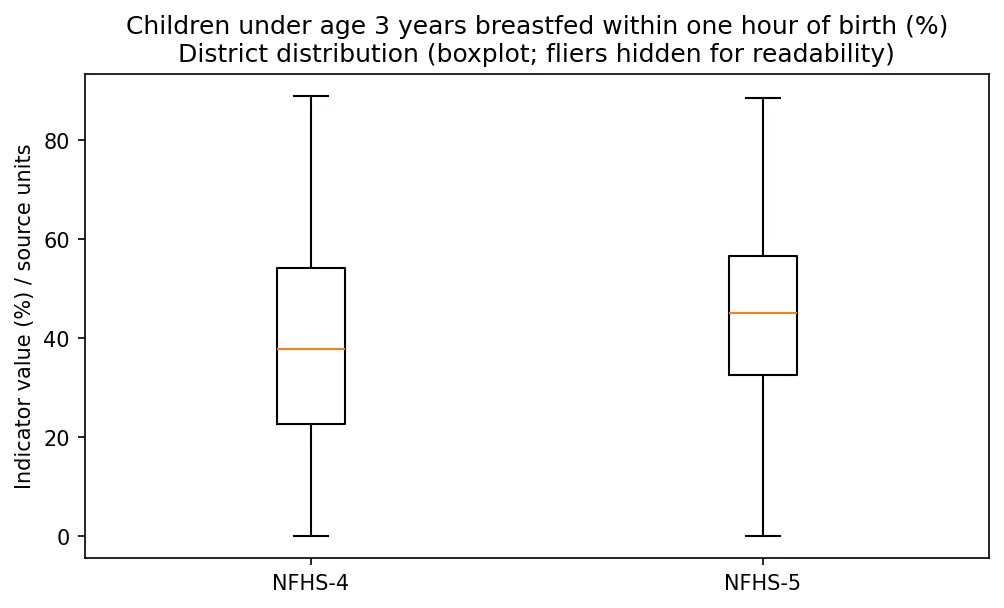 Children under age 3 years breastfed within one hour of birth (%)
District distribution (boxplot; fliers hidden for readability)
Indicator value (%) / source units
80
60
40
20
0
NFHS-4
NFHS-5